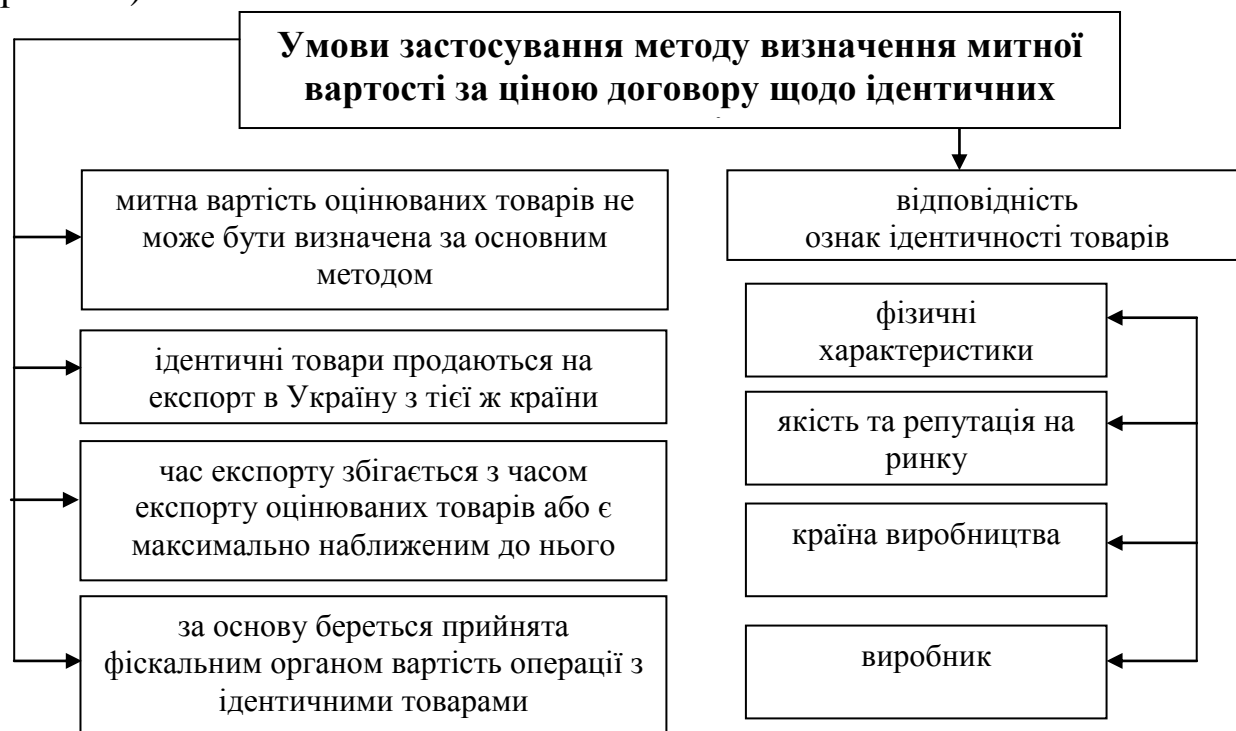 Умови застосування методу визначення митної
вартості за ціною договору щодо ідентичних
митна вартість оцінюваних товарів не
може бути визначена за основним
методом
ідентичні товари продаються на
експорт в Україну з тієї ж країни
час експорту збігається з часом
експорту оцінюваних товарів або є
максимально наближеним до нього
за основу береться прийнята
фіскальним органом вартість операції з
ідентичними товарами
відповідність
ознак ідентичності товарів
фізичні
характеристики
якість та репутація на
ринку
країна виробництва
виробник